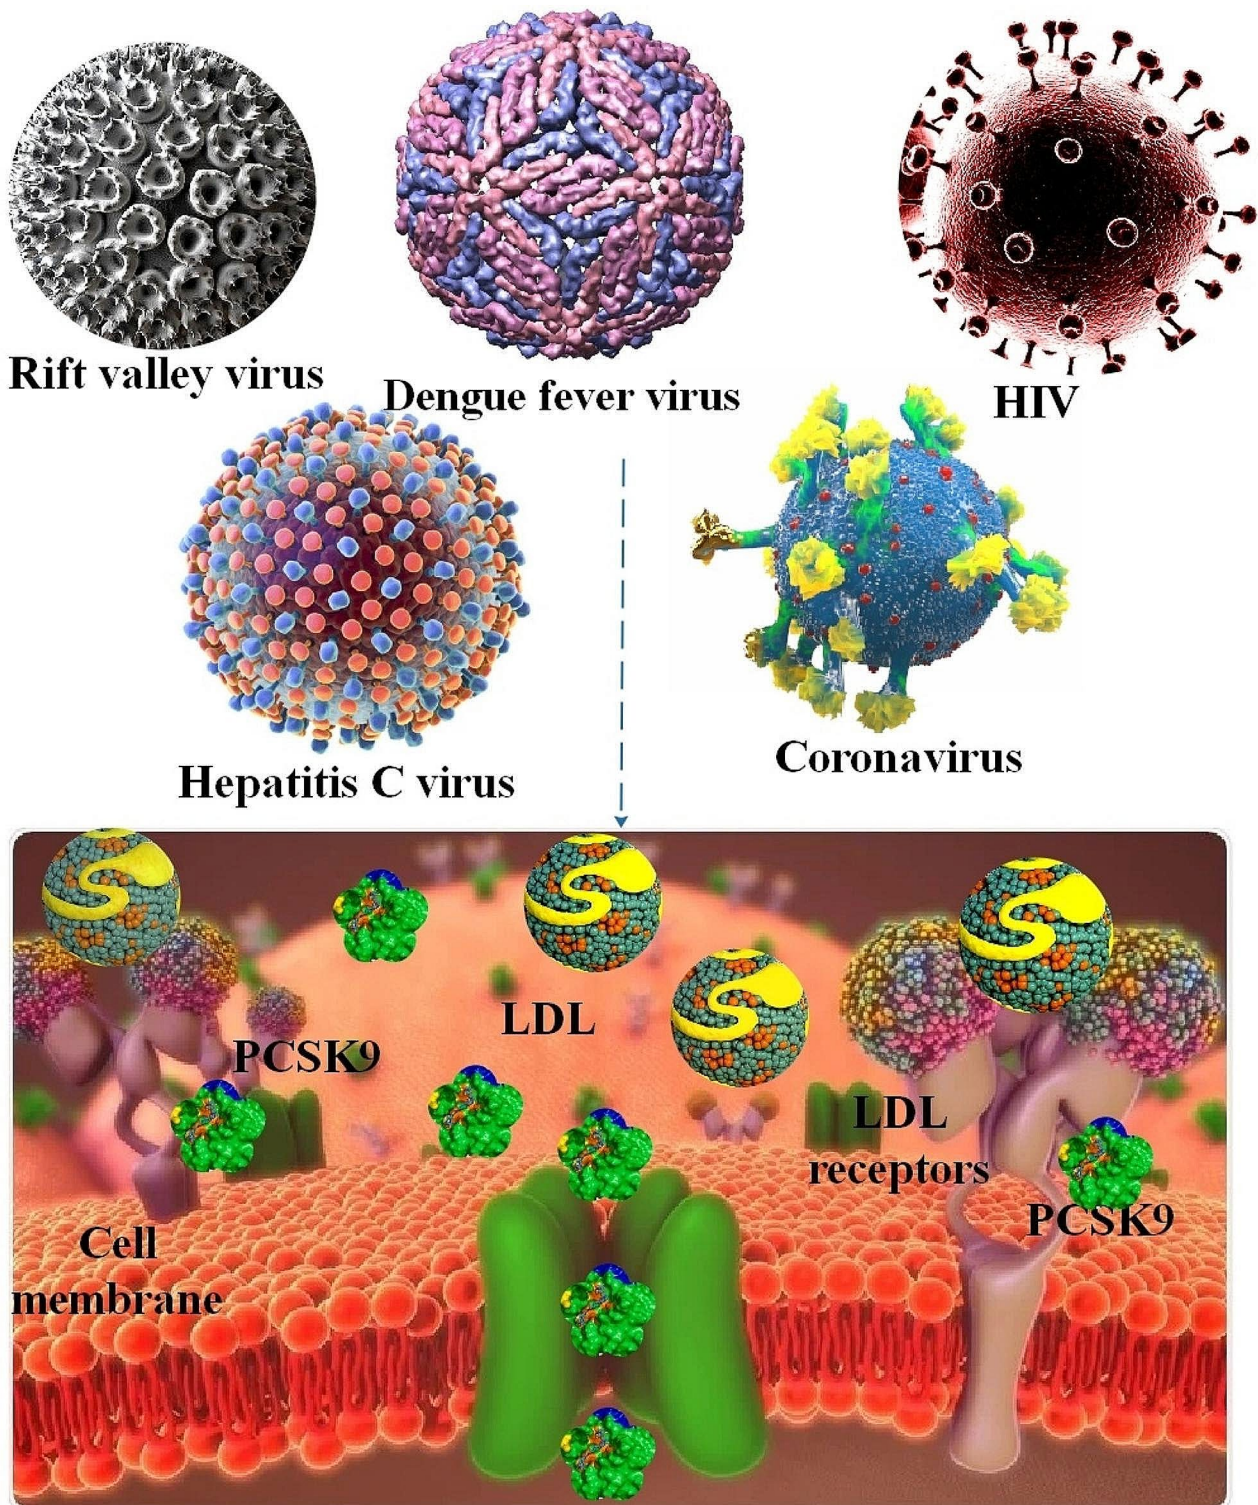 Rift valley virus
Dengue fever virus
HIV
Hepatitis C virus
Coronavirus
LDL
PCSK9
LDL
receptors
PCSK9
Cell
membrane